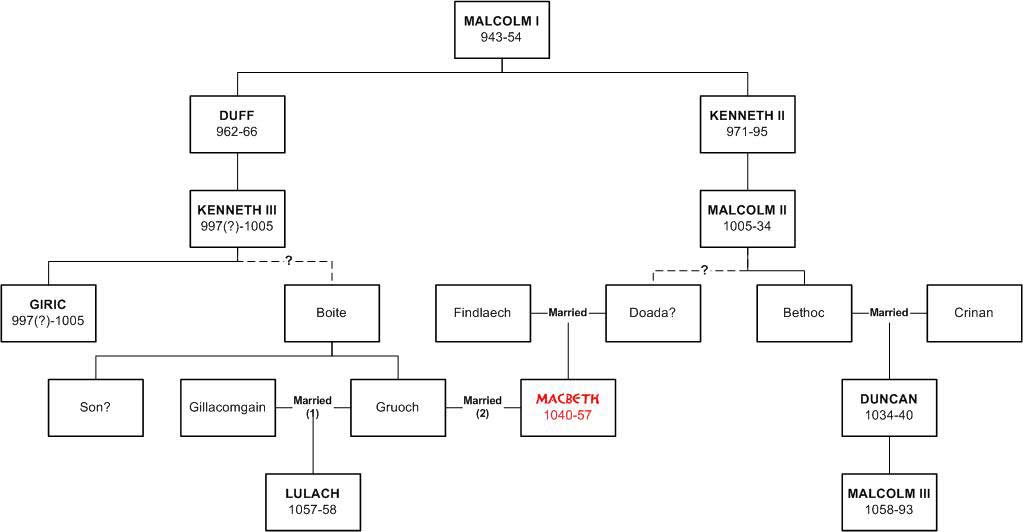 MALCOLM I
943-54
DUFF
962-66
KENNETH II
971-95
KENNETH III
997(?)-1005
MALCOLM II
1005-34
?
?
GIRIC
997(?)-1005
Boite
Findlaech
Married
Doada?
Bethoc
Married
Crinan
Son?
Gillacomgain
Married
(1)
Gruoch
Married
(2)
MACBETH
1040-57
DUNCAN
1034-40
LULACH
1057-58
MALCOLM III
1058-93